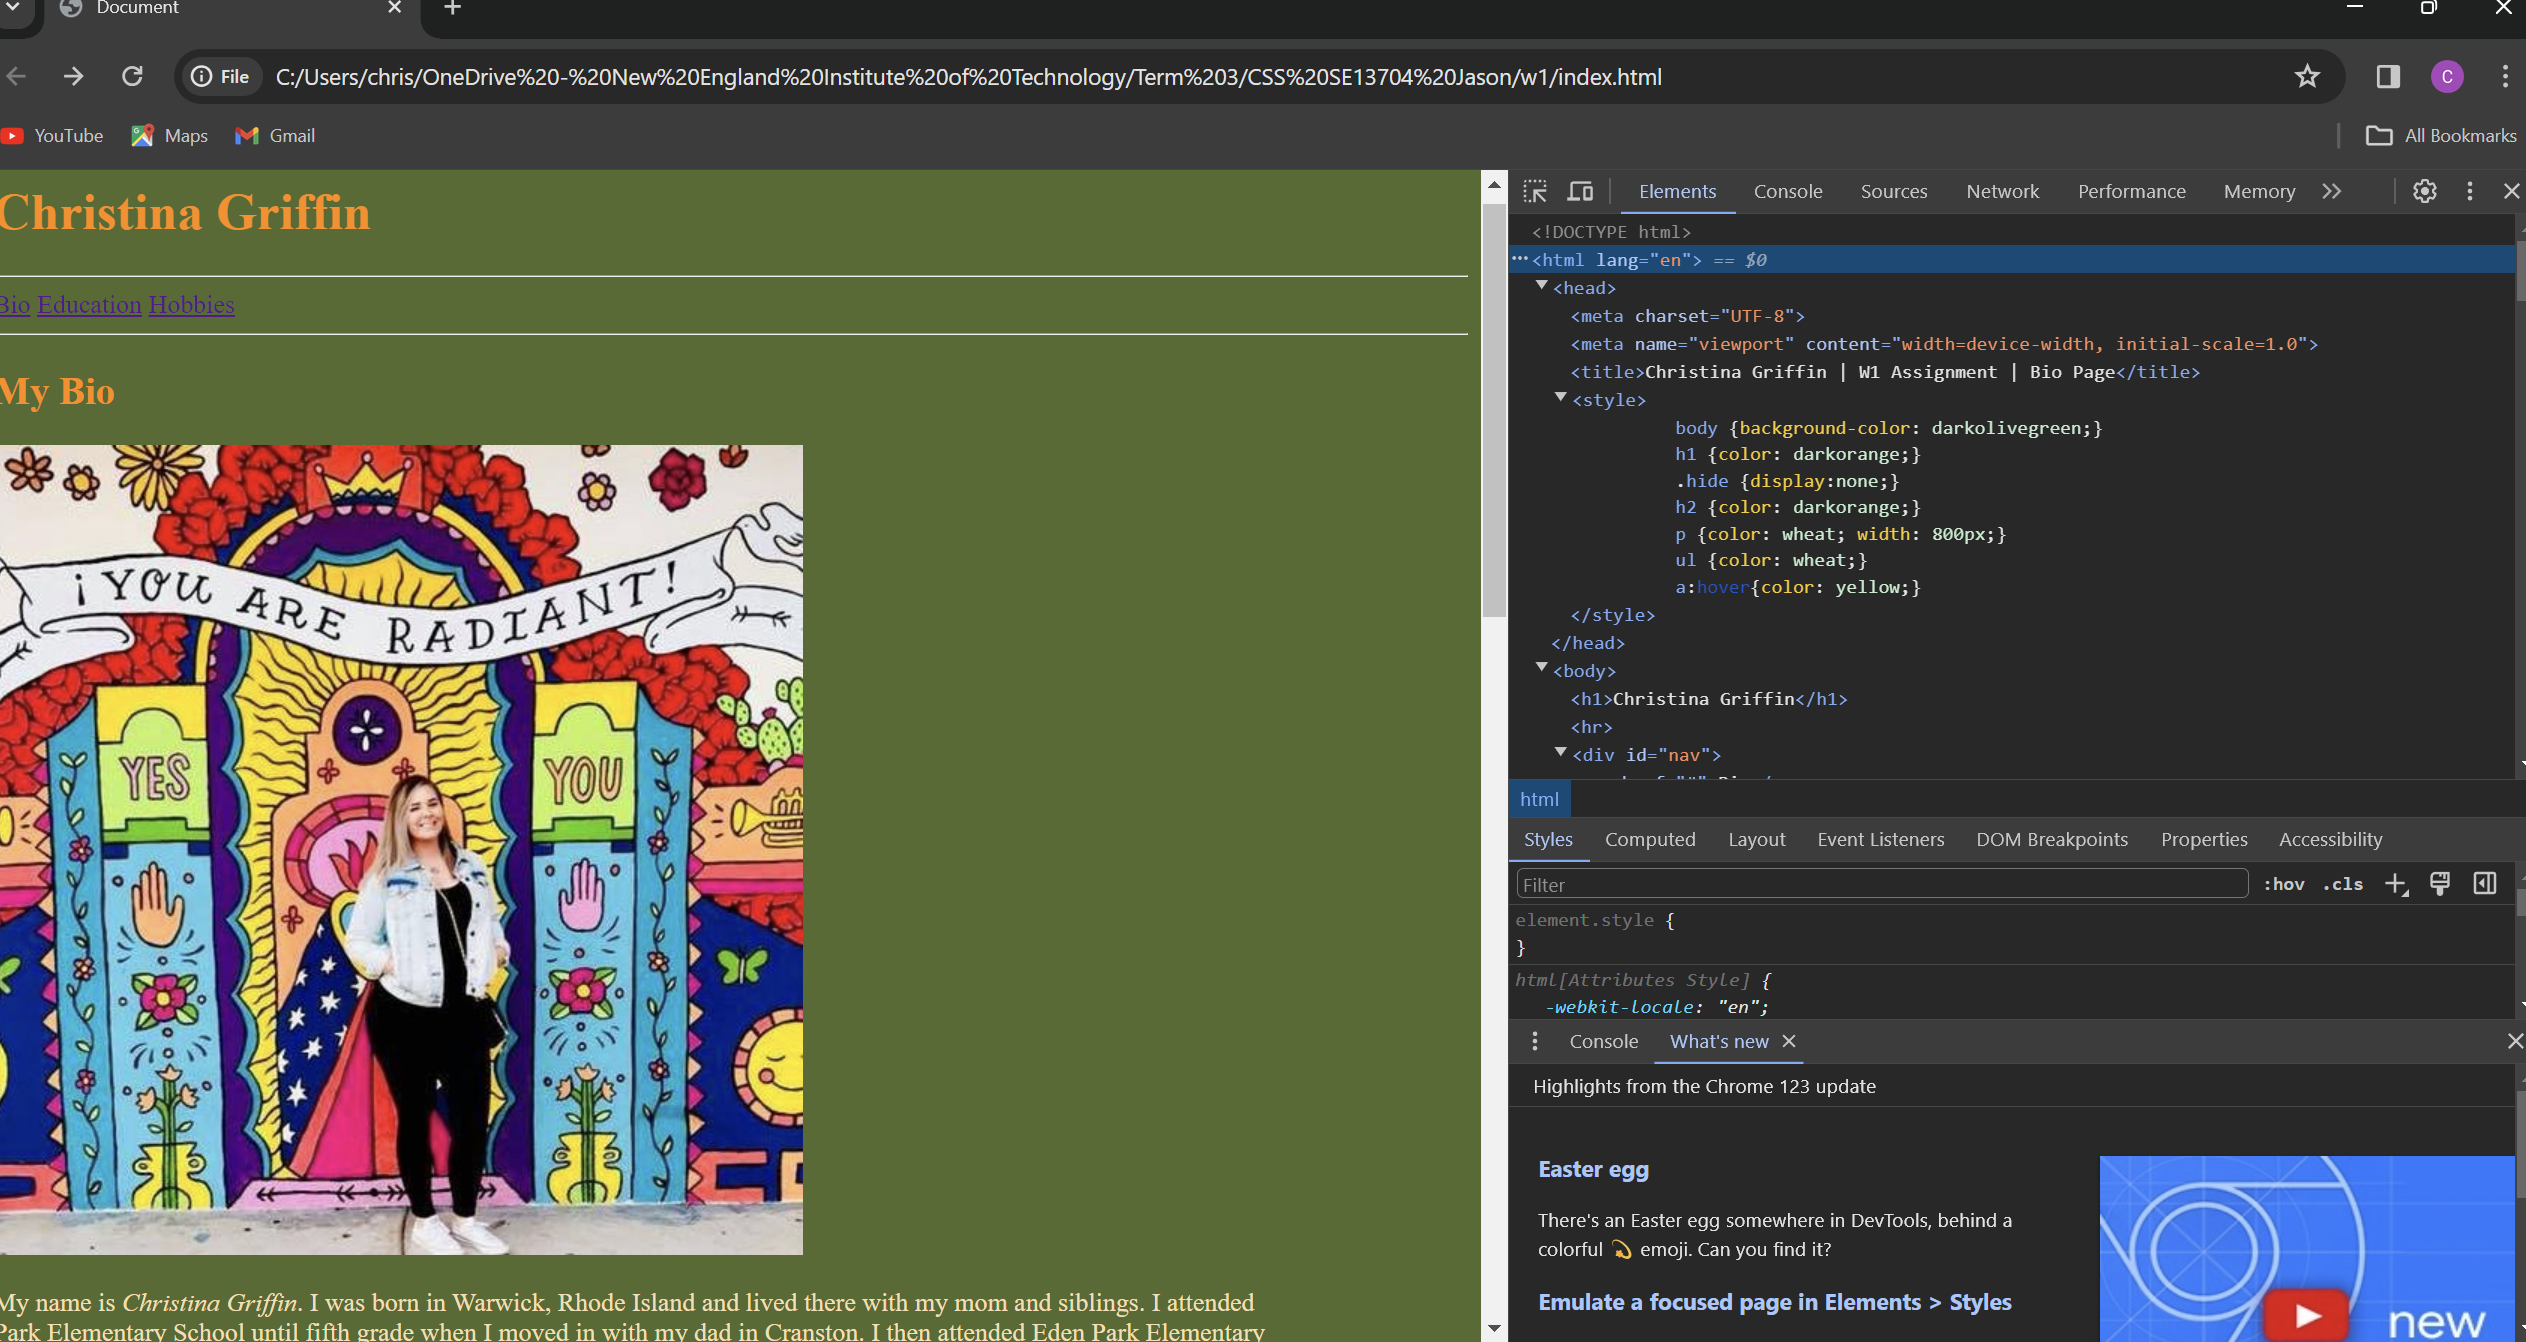 Document
File
C:/Users/chris/OneDrive%20-%20New%20England%20Institute%20of%20Technology/Term%203/CSS%20SE13704%20Jason/w1/index.html
C
YouTube Maps Gmail
All Bookmarks
Christina Griffin
Bio Education Hobbies
My Bio
¡YOU ARE RADIANT!
YES
YOU
My name is Christina Griffin. I was born in Warwick, Rhode Island and lived there with my mom and siblings. I attended
Park Elementary School until fifth grade when I moved in with my dad in Cranston. I then attended Eden Park Elementary
Elements Console Sources Network Performance Memory
<!DOCTYPE html>
<html lang="en"> == $0
<head>
<meta charset="UTF-8">
<meta name="viewport" content="width=device-width, initial-scale=1.0">
<title>Christina Griffin | W1 Assignment | Bio Page</title>
<style>
body {background-color: darkolivegreen;}
h1 {color: darkorange;}
.hide {display:none;}
h2 {color: darkorange;}
p {color: wheat; width: 800px;}
ul {color: wheat;}
a:hover{color: yellow;}
</style>
</head>
<body>
<h1>Christina Griffin</h1>
<hr>
<div id="nav">
html
Styles Computed Layout Event Listeners DOM Breakpoints Properties Accessibility
Filter
:hov .cls
element.style {
}
html[Attributes Style] {
-webkit-locale: "en";
Console What's new
Highlights from the Chrome 123 update
Easter egg
There's an Easter egg somewhere in DevTools, behind a
colorful 💫 emoji. Can you find it?
Emulate a focused page in Elements > Styles
new